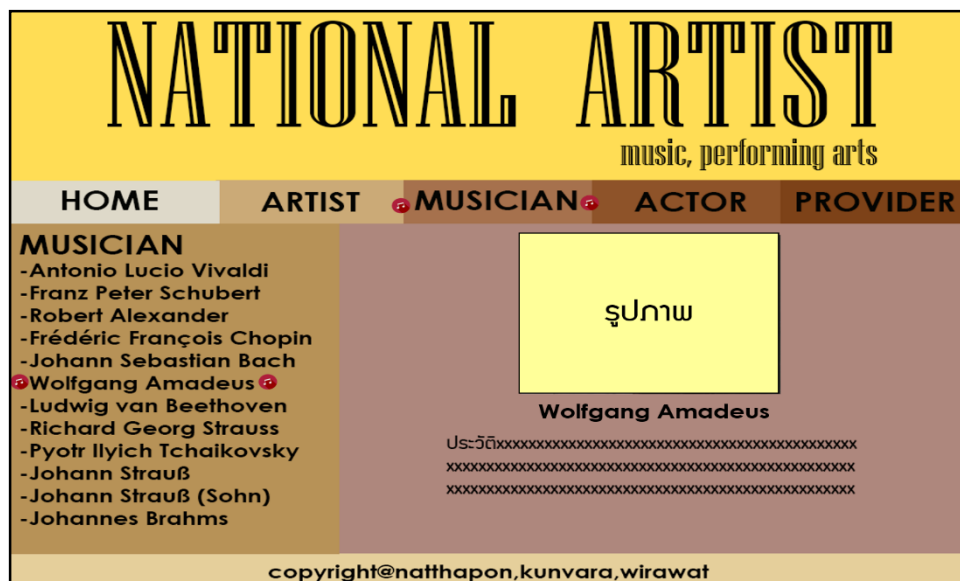 NATIONAL ARTIST
music, performing arts
HOME ARTIST MUSICIAN ACTOR PROVIDER
MUSICIAN
-Antonio Lucio Vivaldi
-Franz Peter Schubert
-Robert Alexander
-Frédéric François Chopin
-Johann Sebastian Bach
Wolfgang Amadeus
-Ludwig van Beethoven
-Richard Georg Strauss
-Pyotr Ilyich Tchaikovsky
-Johann Strauß
-Johann Strauß (Sohn)
-Johannes Brahms
รูปภาพ
Wolfgang Amadeus
ประวัติxxxxxxxxxxxxxxxxxxxxxxxxxxxxxxxxxxxxxxxxxxxxxx
xxxxxxxxxxxxxxxxxxxxxxxxxxxxxxxxxxxxxxxxxxxxxxxxxxxx
xxxxxxxxxxxxxxxxxxxxxxxxxxxxxxxxxxxxxxxxxxxxxxxxxxxx
copyright@natthapon,kunvara,wirawat